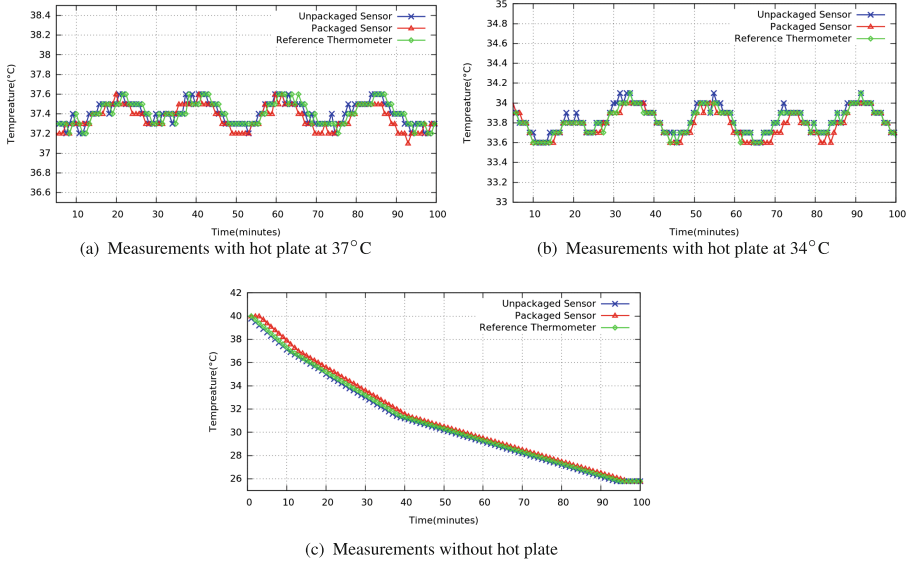 Unpackaged Sensor
Packaged Sensor
Reference Thermometer
Tempreature(°C)
38.4
38.2
38
37.8
37.6
37.4
37.2
37
36.8
36.6
10 20 30 40 50 60 70 80 90 100
Time(minutes)
(a) Measurements with hot plate at 37°C
Unpackaged Sensor
Packaged Sensor
Reference Thermometer
Tempreature(°C)
35
34.8
34.6
34.4
34.2
34
33.8
33.6
33.4
33.2
33
10 20 30 40 50 60 70 80 90 100
Time(minutes)
(b) Measurements with hot plate at 34°C
Unpackaged Sensor
Packaged Sensor
Reference Thermometer
Tempreature(°C)
42
40
38
36
34
32
30
28
26
0 10 20 30 40 50 60 70 80 90 100
Time(minutes)
(c) Measurements without hot plate